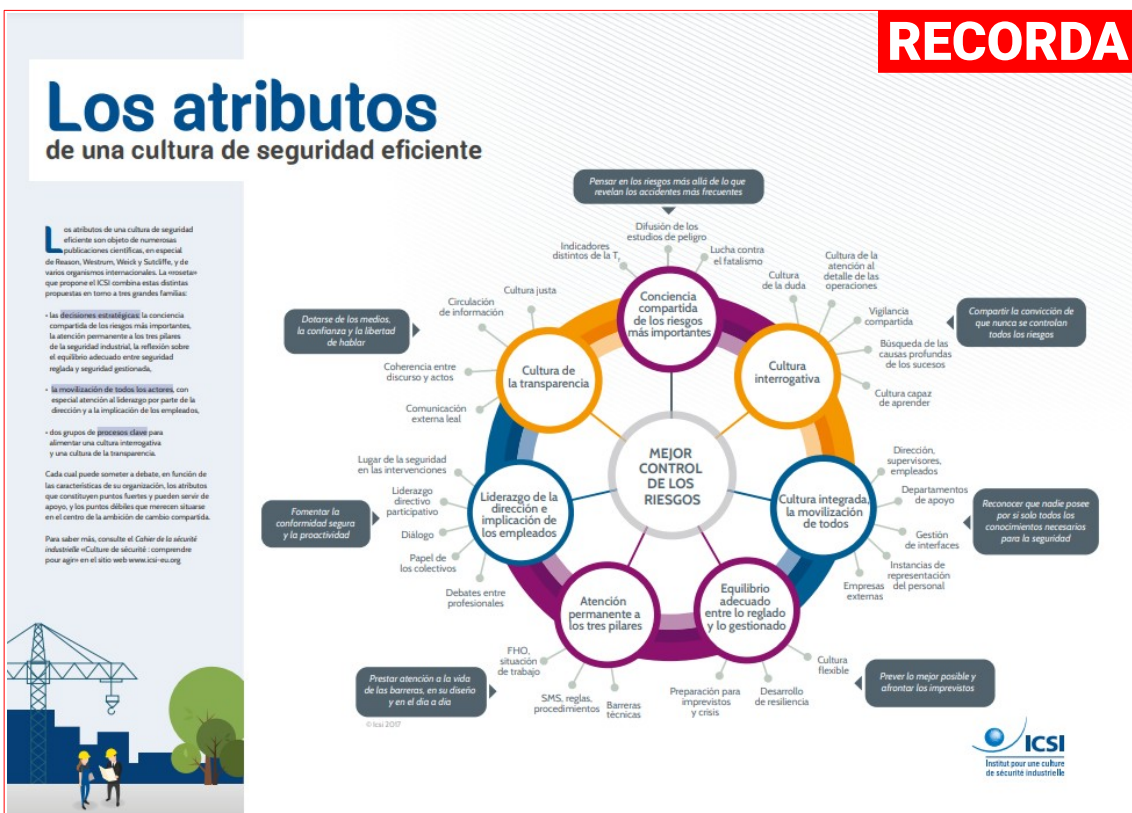 RECORDA
Los atributos
de una cultura de seguridad eficiente
Los atributos de una cultura de seguridad
eficiente son objeto de numerosas
publicaciones científicas, en especial
de Reason, Westrum, Weick y Sutcliffe, y de
varios organismos internacionales. La «roseta»
que propone el ICSI combina estas distintas
propuestas en torno a tres grandes familias:
• las decisiones estratégicas: la conciencia
compartida de los riesgos más importantes,
la atención permanente a los tres pilares
de la seguridad industrial, la reflexión sobre
el equilibrio adecuado entre seguridad
reglada y seguridad gestionada,
• la movilización de todos los actores, con
especial atención al liderazgo por parte de la
dirección y a la implicación de los empleados,
• dos grupos de procesos clave para
alimentar una cultura interrogativa
y una cultura de la transparencia.
Cada cual puede someter a debate, en función de
las características de su organización, los atributos
que constituyen puntos fuertes y pueden servir de
apoyo, y los puntos débiles que merecen situarse
en el centro de la ambición de cambio compartida.
Para saber más, consulte el Cahier de la sécurité
industrielle «Culture de sécurité : comprendre
pour agir» en el sitio web www.icsi-eu.org
Pensar en los riesgos más allá de lo que
revelan los accidentes más frecuentes
Indicadores
distintos de la Tf
Difusión de los
estudios de peligro
Lucha contra
el fatalismo
Conciencia
compartida
de los riesgos
más importantes
Cultura
de la duda
Cultura de la
atención al
detalle de las
operaciones
Vigilancia
compartida
Búsqueda de las
causas profundas
de los sucesos
Cultura capaz
de aprender
Cultura
interrogativa
Compartir la convicción de
que nunca se controlan
todos los riesgos
Dotarse de los medios,
la confianza y la libertad
de hablar
Cultura justa
Circulación
de información
Coherencia entre
discurso y actos
Comunicación
externa leal
Cultura de
la transparencia
MEJOR
CONTROL
DE LOS
RIESGOS
Lugar de la seguridad
en las intervenciones
Liderazgo
directivo
participativo
Diálogo
Papel de
los colectivos
Debates entre
profesionales
Liderazgo de la
dirección e
implicación de
los empleados
Fomentar la
conformidad segura
y la proactividad
Cultura integrada,
la movilización
de todos
Dirección,
supervisores,
empleados
Departamentos
de apoyo
Gestión
de interfaces
Instancias de
representación
del personal
Empresas
externas
Reconocer que nadie posee
por si solo todos los
conocimientos necesarios
para la seguridad
Atención
permanente a
los tres pilares
FHO,
situación
de trabajo
SMS, reglas,
procedimientos
Barreras
técnicas
Prestar atención a la vida
de las barreras, en su diseño
y en el día a día
Equilibrio
adecuado
entre lo reglado
y lo gestionado
Preparación para
imprevistos
y crisis
Desarrollo
de resiliencia
Cultura
flexible
Prever lo mejor posible y
afrontar los imprevistos
© Icsi 2017
ICSI
Institut pour une culture
de sécurité industrielle